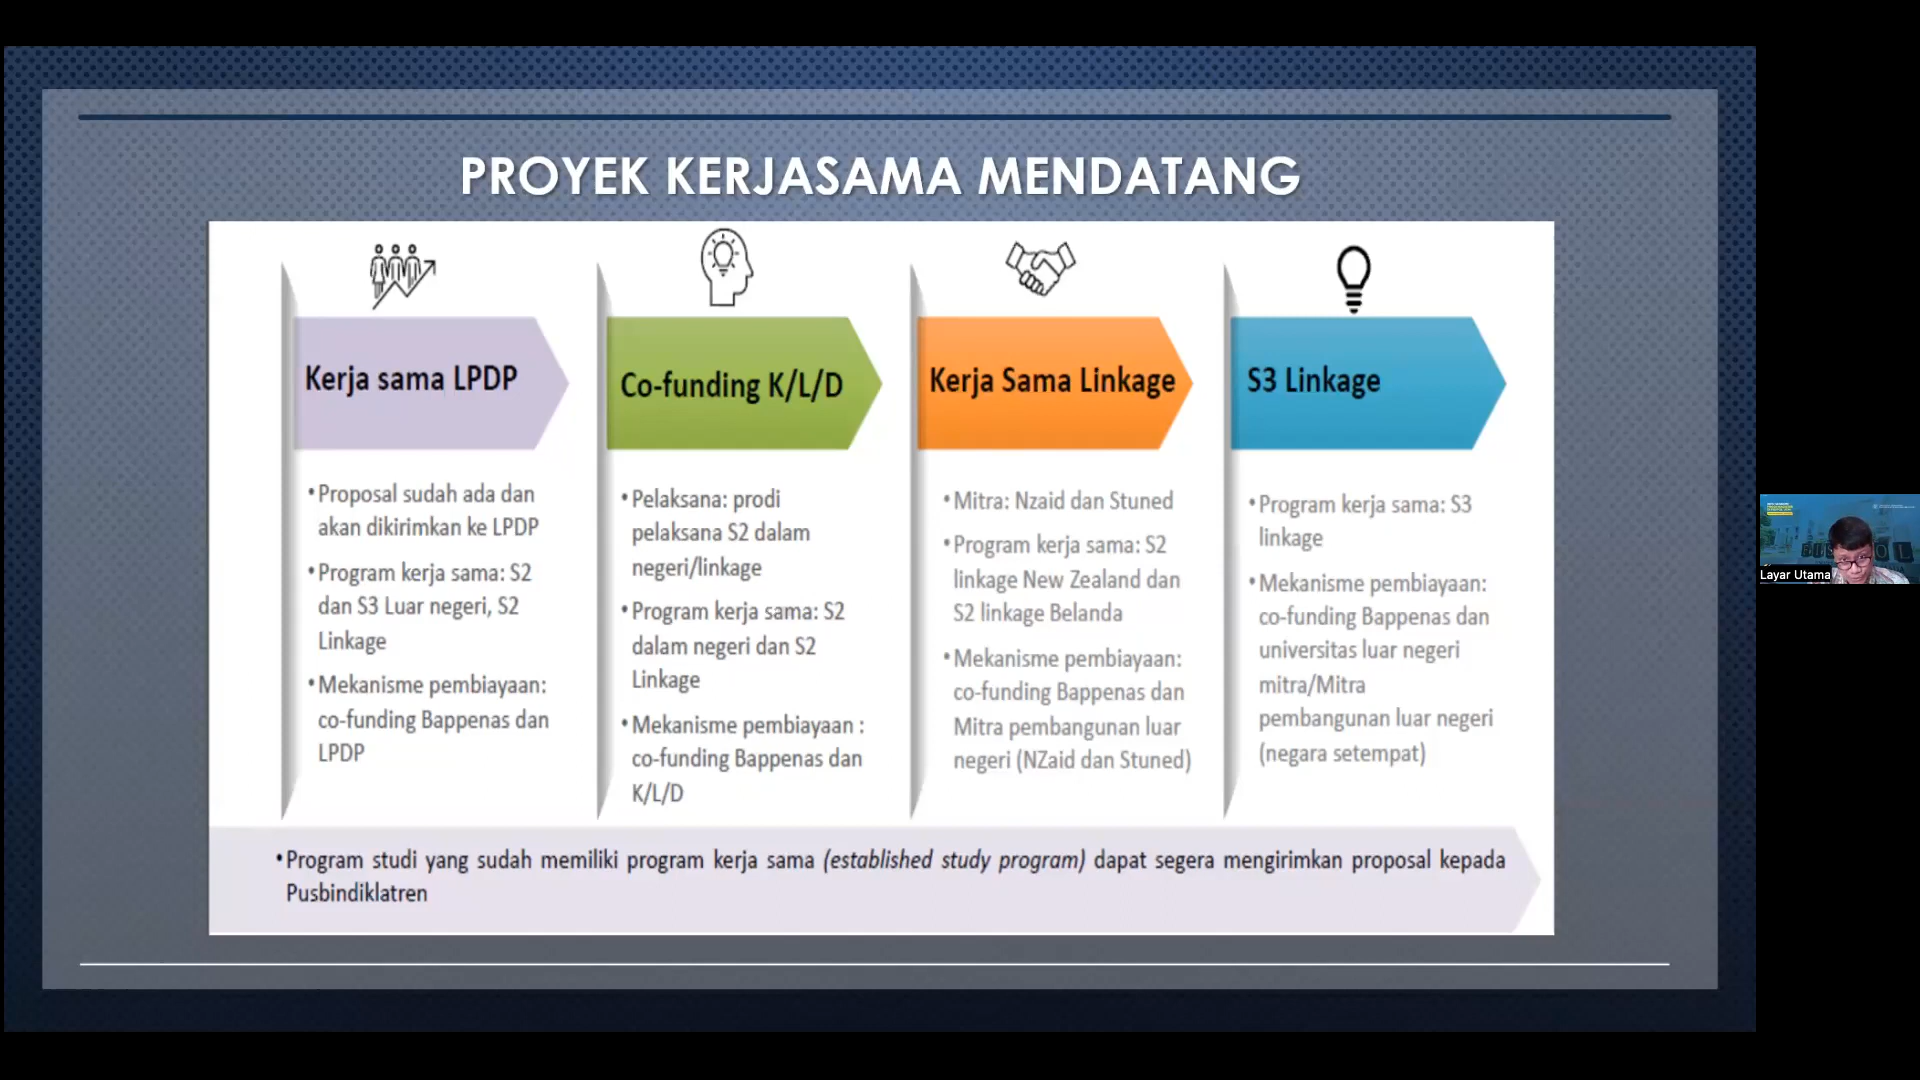 PROYEK KERJASAMA MENDATANG
Kerja sama LPDP
• Proposal sudah ada dan
akan dikirimkan ke LPDP
• Program kerja sama: S2
dan S3 Luar negeri, S2
Linkage
• Mekanisme pembiayaan:
co-funding Bappenas dan
LPDP
Co-funding K/L/D
• Pelaksana: prodi
pelaksana S2 dalam
negeri/linkage
• Program kerja sama: S2
dalam negeri dan S2
Linkage
• Mekanisme pembiayaan :
co-funding Bappenas dan
K/L/D
Kerja Sama Linkage
• Mitra: Nzaid dan Stuned
• Program kerja sama: S2
linkage New Zealand dan
S2 linkage Belanda
• Mekanisme pembiayaan:
co-funding Bappenas dan
Mitra pembangunan luar
negeri (NZaid dan Stuned)
S3 Linkage
• Program kerja sama: S3
linkage
• Mekanisme pembiayaan:
co-funding Bappenas dan
universitas luar negeri
mitra/Mitra
pembangunan luar negeri
(negara setempat)
• Program studi yang sudah memiliki program kerja sama (established study program) dapat segera mengirimkan proposal kepada
Pusbindiklatren
Layar Utama